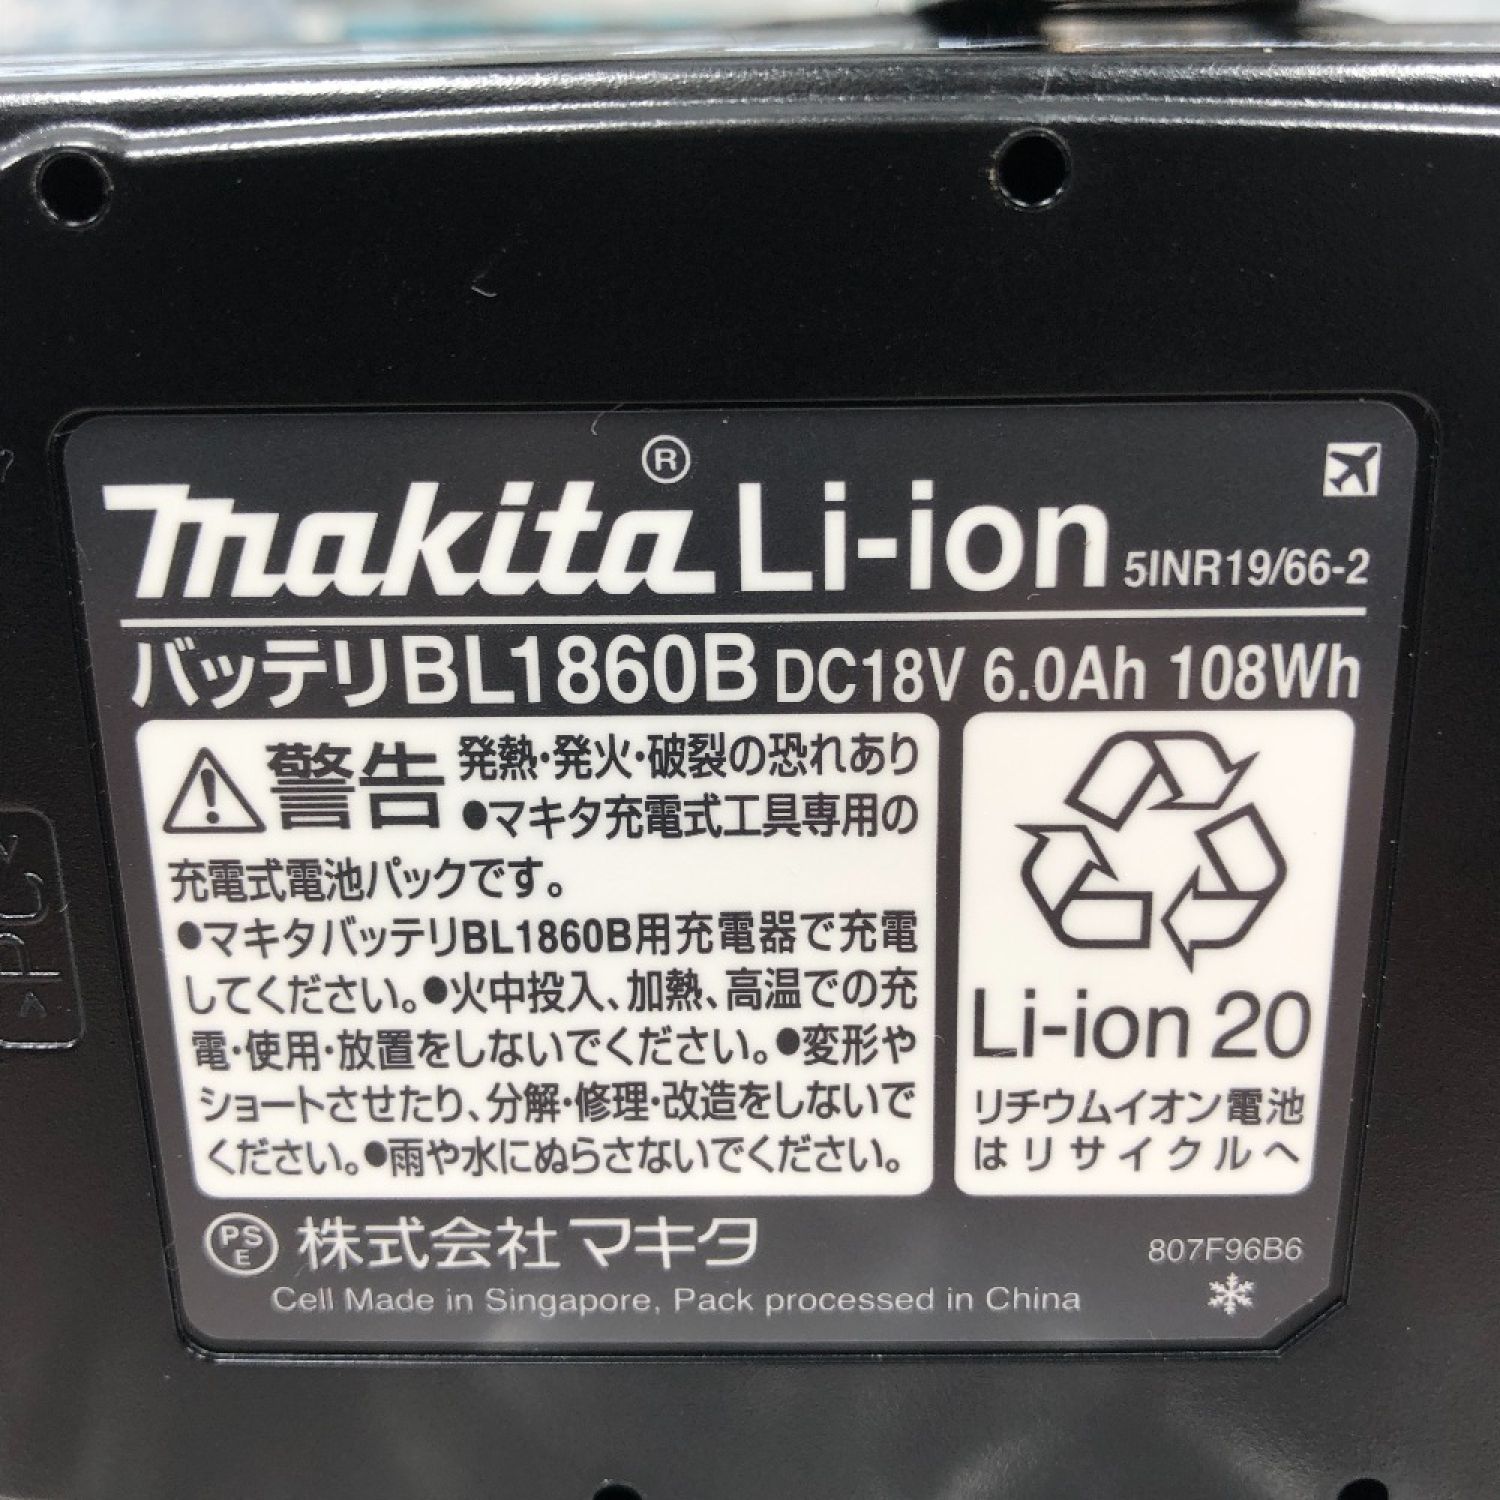 makita® Li-ion 5INR19/66-2
バッテリBL1860B DC18V 6.0Ah 108Wh
警告 発熱・発火・破裂の恐れあり
●マキタ充電式工具専用の
充電式電池パックです。
●マキタバッテリBL1860B用充電器で充電
してください。●火中投入、加熱、高温での充
電・使用・放置をしないでください。●変形や
ショートさせたり、分解・修理・改造をしないで
ください。●雨や水にぬらさないでください。
Li-ion 20
リチウムイオン電池
はリサイクルへ
PSE 株式会社マキタ
807F96B6
Cell Made in Singapore, Pack processed in China